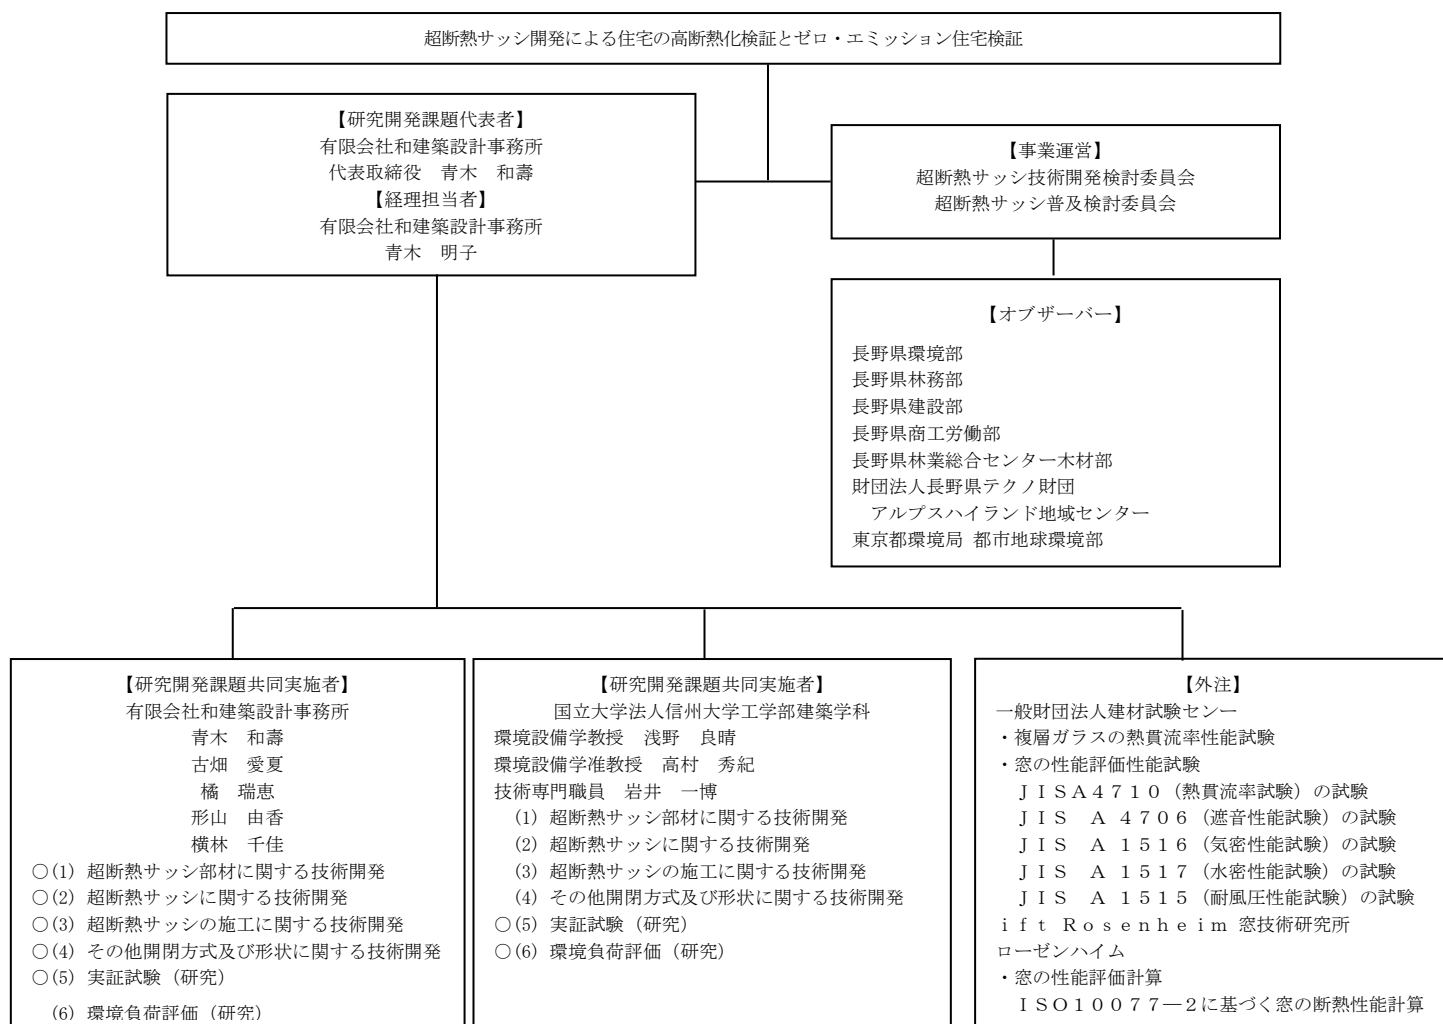 超断熱サッシ開発による住宅の高断熱化検証とゼロ・エミッション住宅検証
【研究開発課題代表者】
有限会社和建築設計事務所
代表取締役　青木　和壽
【経理担当者】
有限会社和建築設計事務所
青木　明子
【事業運営】
超断熱サッシ技術開発検討委員会
超断熱サッシ普及検討委員会
【オブザーバー】
長野県環境部
長野県林務部
長野県建設部
長野県商工労働部
長野県林業総合センター木材部
財団法人長野県テクノ財団
アルプスハイランド地域センター
東京都環境局 都市地球環境部
【研究開発課題共同実施者】
有限会社和建築設計事務所
青木　和壽
古畑　愛夏
橘　瑞恵
形山　由香
横林　千佳
○(1) 超断熱サッシ部材に関する技術開発
○(2) 超断熱サッシに関する技術開発
○(3) 超断熱サッシの施工に関する技術開発
○(4) その他開閉方式及び形状に関する技術開発
○(5) 実証試験（研究）
(6) 環境負荷評価（研究）
【研究開発課題共同実施者】
国立大学法人信州大学工学部建築学科
環境設備学教授　浅野　良晴
環境設備学准教授　高村　秀紀
技術専門職員　岩井　一博
(1) 超断熱サッシ部材に関する技術開発
(2) 超断熱サッシに関する技術開発
(3) 超断熱サッシの施工に関する技術開発
(4) その他開閉方式及び形状に関する技術開発
○(5) 実証試験（研究）
○(6) 環境負荷評価（研究）
【外注】
一般財団法人建材試験センー
・複層ガラスの熱貫流率性能試験
・窓の性能評価性能試験
ＪＩＳＡ４７１０（熱貫流率試験）の試験
ＪＩＳ　Ａ ４７０６（遮音性能試験）の試験
ＪＩＳ　Ａ １５１６（気密性能試験）の試験
ＪＩＳ　Ａ １５１７（水密性能試験）の試験
ＪＩＳ　Ａ １５１５（耐風圧性能試験）の試験
ｉｆｔ Ｒｏｓｅｎｈｅｉｍ 窓技術研究所
ローゼンハイム
・窓の性能評価計算
ＩＳＯ１００７７―２に基づく窓の断熱性能計算